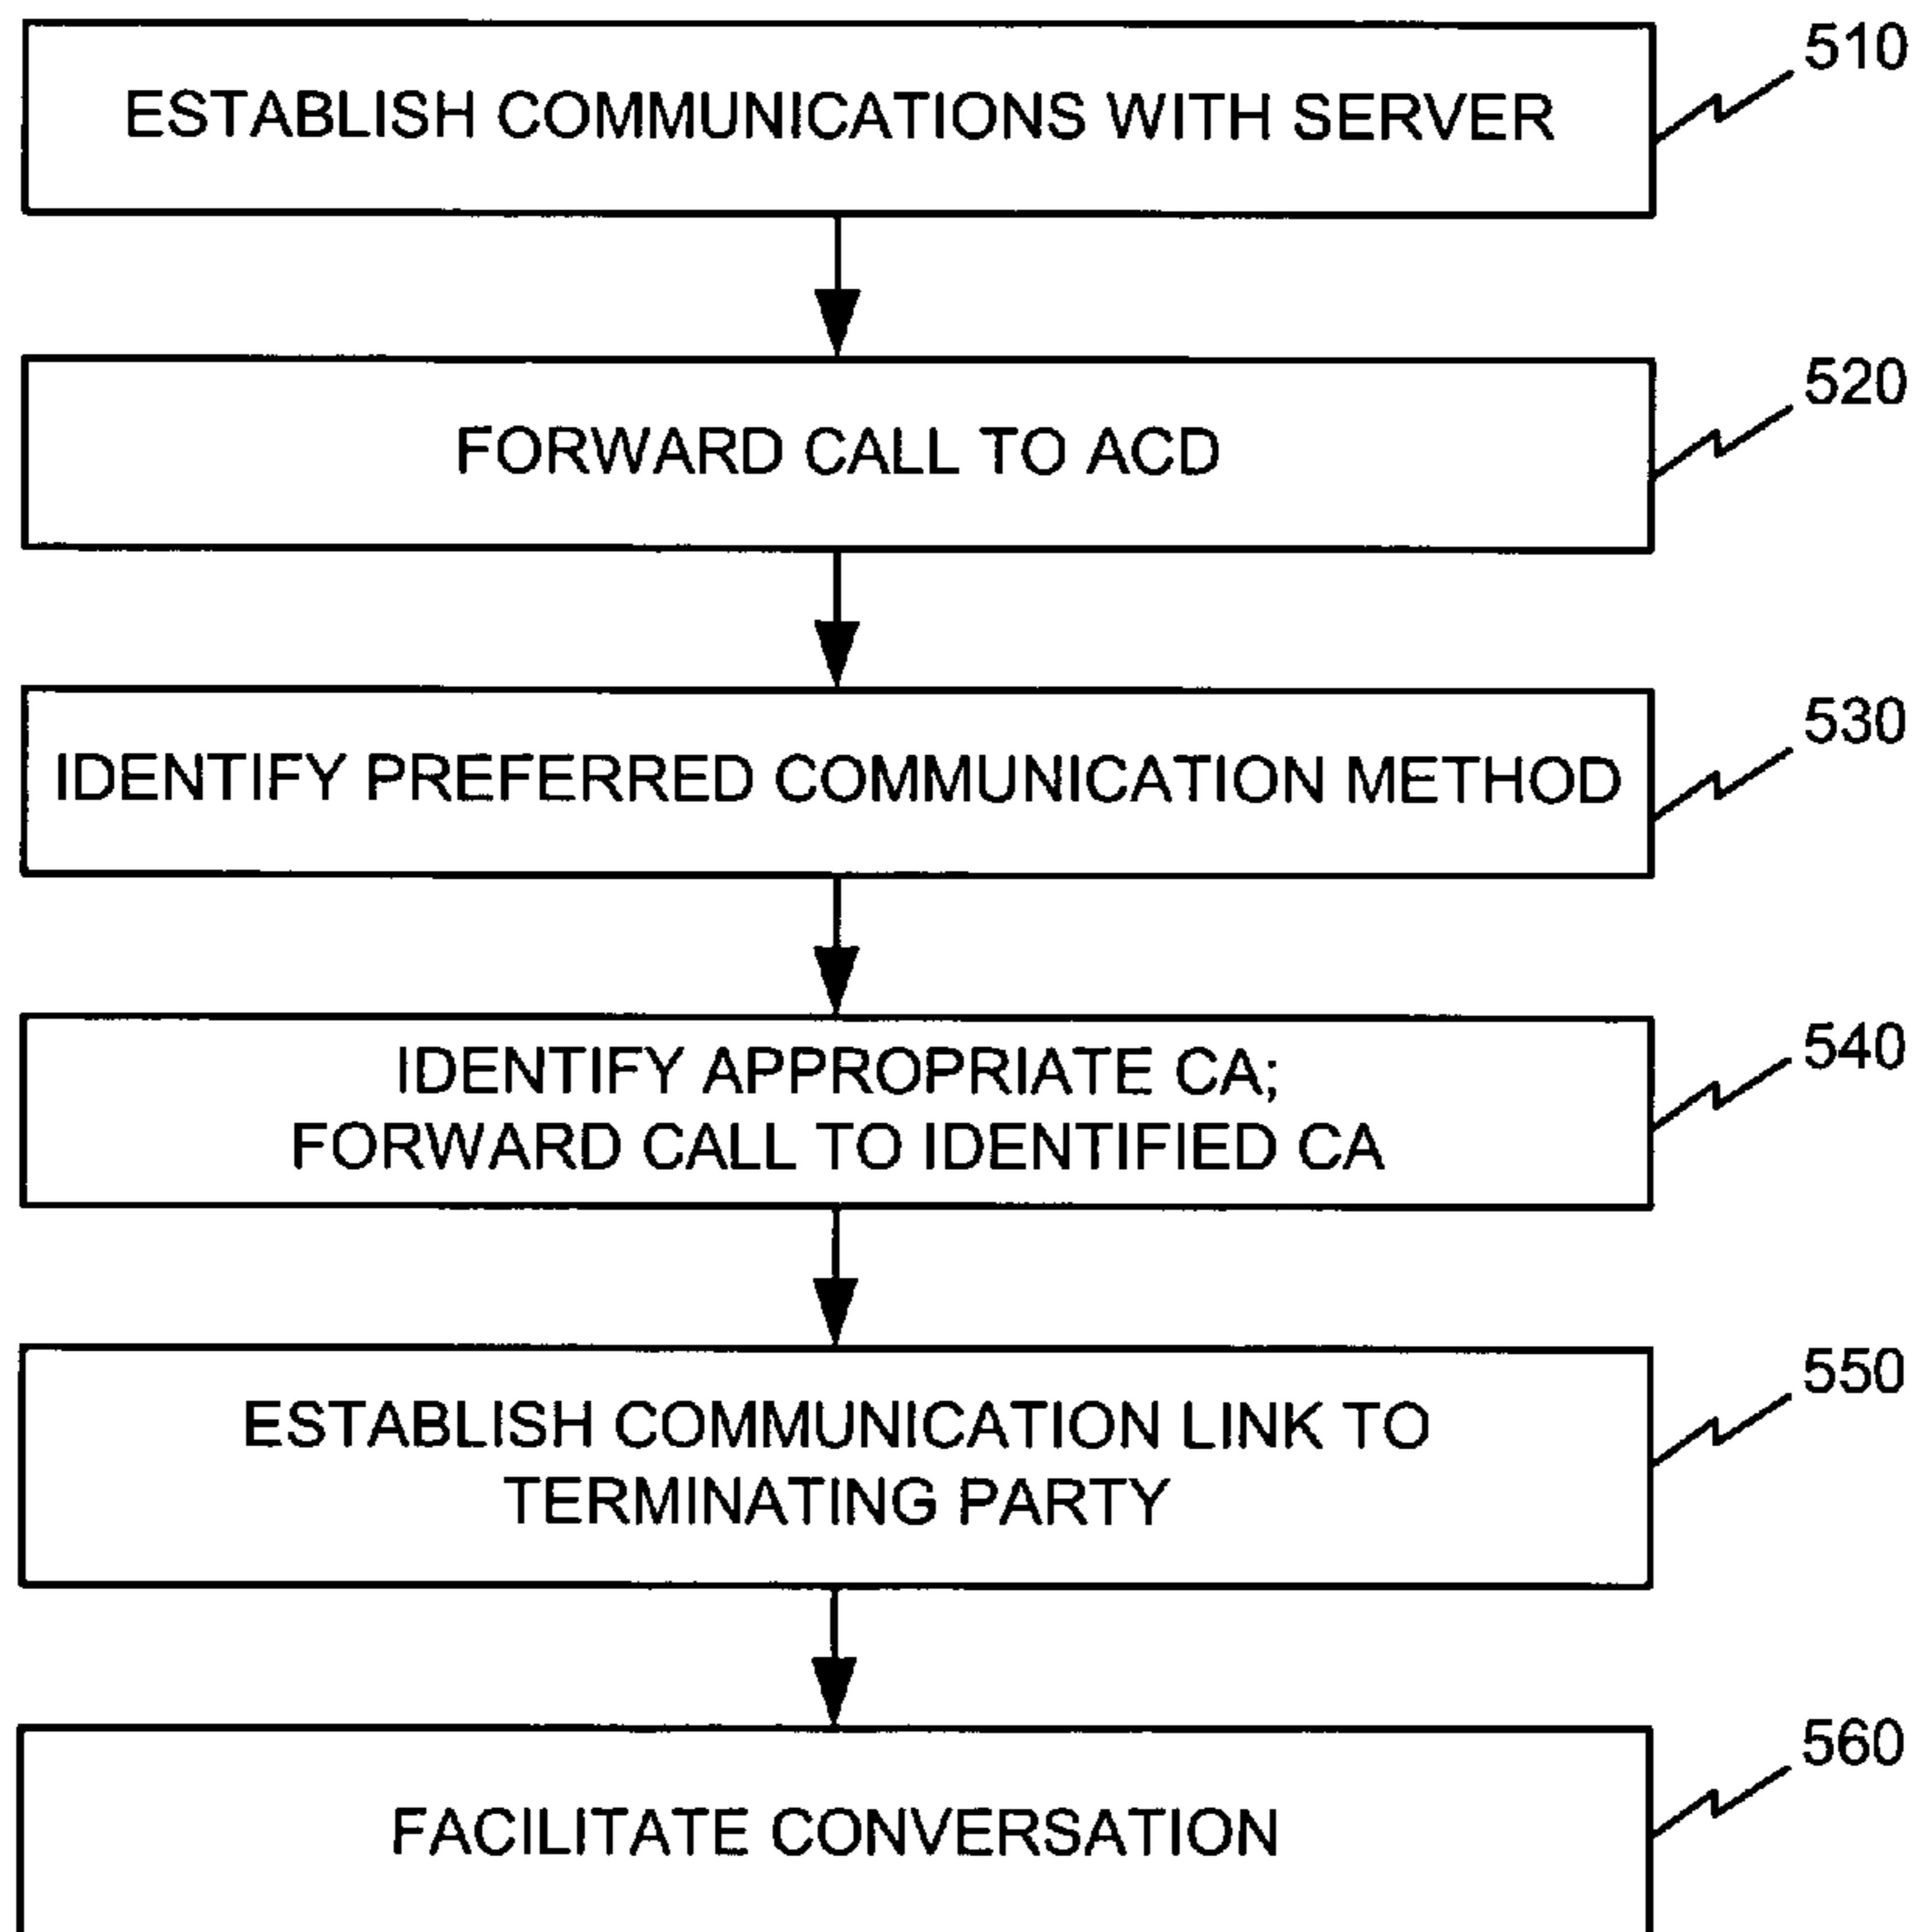 510
ESTABLISH COMMUNICATIONS WITH SERVER
520
FORWARD CALL TO ACD
530
IDENTIFY PREFERRED COMMUNICATION METHOD
540
IDENTIFY APPROPRIATE CA;
FORWARD CALL TO IDENTIFIED CA
550
ESTABLISH COMMUNICATION LINK TO
TERMINATING PARTY
560
FACILITATE CONVERSATION